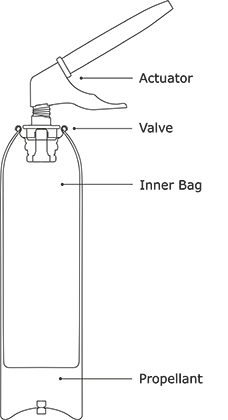 Actuator
Valve
Inner Bag
Propellant